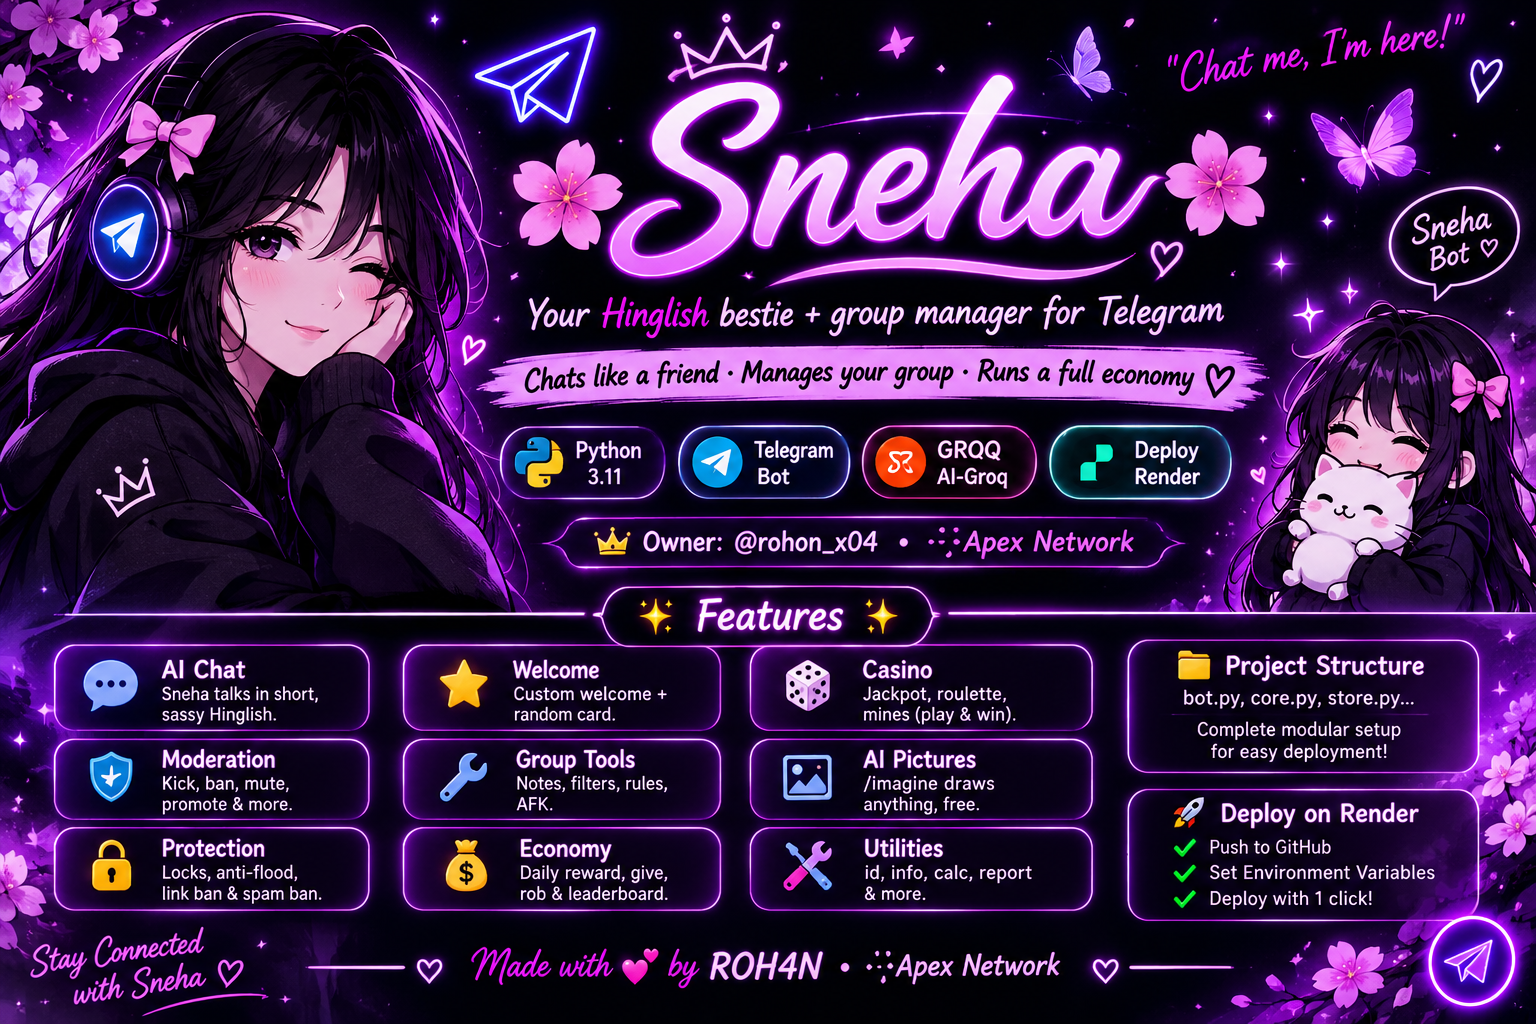 "Chat me, I'm here!"
Sneha
Sneha
Bot
Your Hinglish bestie + group manager for Telegram
Chats like a friend · Manages your group · Runs a full economy
Python
3.11
Telegram
Bot
GRQQ
AI-Groq
Deploy
Render
Owner: @rohon_x04 • Apex Network
Features
AI Chat
Sneha talks in short,
sassy Hinglish.
Welcome
Custom welcome +
random card.
Casino
Jackpot, roulette,
mines (play & win).
Project Structure
bot.py, core.py, store.py...
Complete modular setup
for easy deployment!
Moderation
Kick, ban, mute,
promote & more.
Group Tools
Notes, filters, rules,
AFK.
AI Pictures
/imagine draws
anything, free.
Deploy on Render
Push to GitHub
Set Environment Variables
Deploy with 1 click!
Protection
Locks, anti-flood,
link ban & spam ban.
Economy
Daily reward, give,
rob & leaderboard.
Utilities
id, info, calc, report
& more.
Stay Connected
with Sneha
Made with 💕 by ROH4N • Apex Network